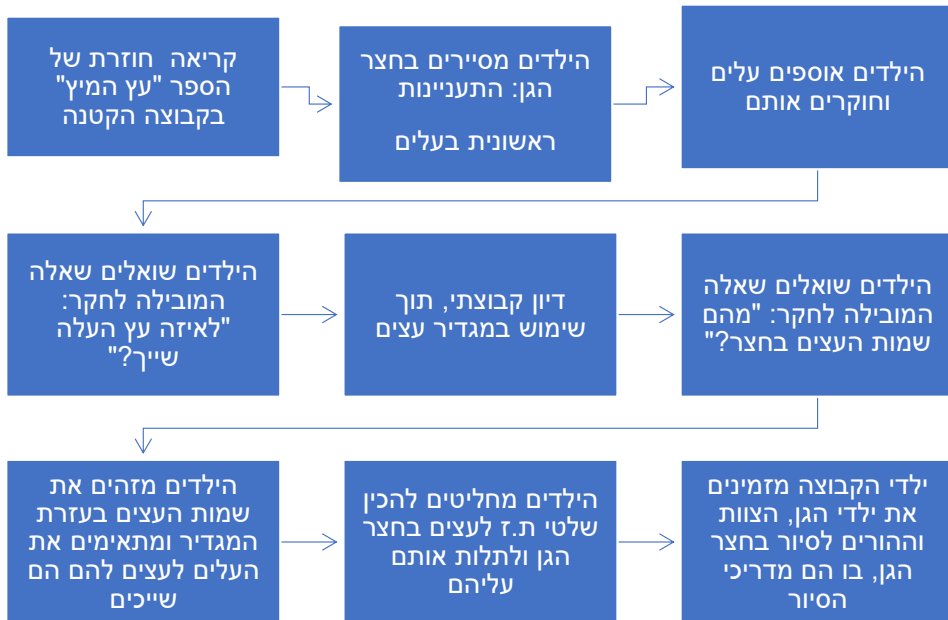 קריאה  חוזרת של
הספר "עץ המיץ"
בקבוצה הקטנה
הילדים מסיירים בחצר
הגן: התעניינות
ראשונית בעלים
הילדים אוספים עלים
וחוקרים אותם
הילדים שואלים שאלה
המובילה לחקר:
"לאיזה עץ העלה
שייך?"
דיון קבוצתי, תוך
שימוש במגדיר עצים
הילדים שואלים שאלה
המובילה לחקר: "מהם
שמות העצים בחצר?"
הילדים מזהים את
שמות העצים בעזרת
המגדיר ומתאימים את
העלים לעצים להם הם
שייכים
הילדים מחליטים להכין
שלטי ת.ז לעצים בחצר
הגן ולתלות אותם
עליהם
ילדי הקבוצה מזמינים
את ילדי הגן, הצוות
וההורים לסיור בחצר
הגן, בו הם מדריכי
הסיור